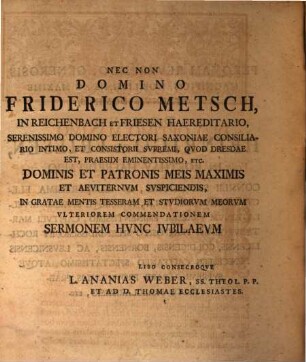 NEC NON
DOMINO
FRIDERICO METSCH,
IN REICHENBACH ET FRIESEN HAEREDITARIO,
SERENISSIMO DOMINO ELECTORI SAXONIAE CONSILIA-
RIO INTIMO, ET CONSISTORII SVPREMI, QVOD DRESDAE
EST, PRAESIDI EMINENTISSIMO, ETC.
DOMINIS ET PATRONIS MEIS MAXIMIS
ET AEVITERNVM SVSPICIENDIS,
IN GRATAE MENTIS TESSERAM ET STVDIORVM MEORVM
VLTERIOREM COMMENDATIONEM
SERMONEM HVNC IVBILAEVM
LIBO CONSECROQVE
L. ANANIAS WEBER, SS. THEOL. P. P.
ET AD D. THOMAE ECCLESIASTES.